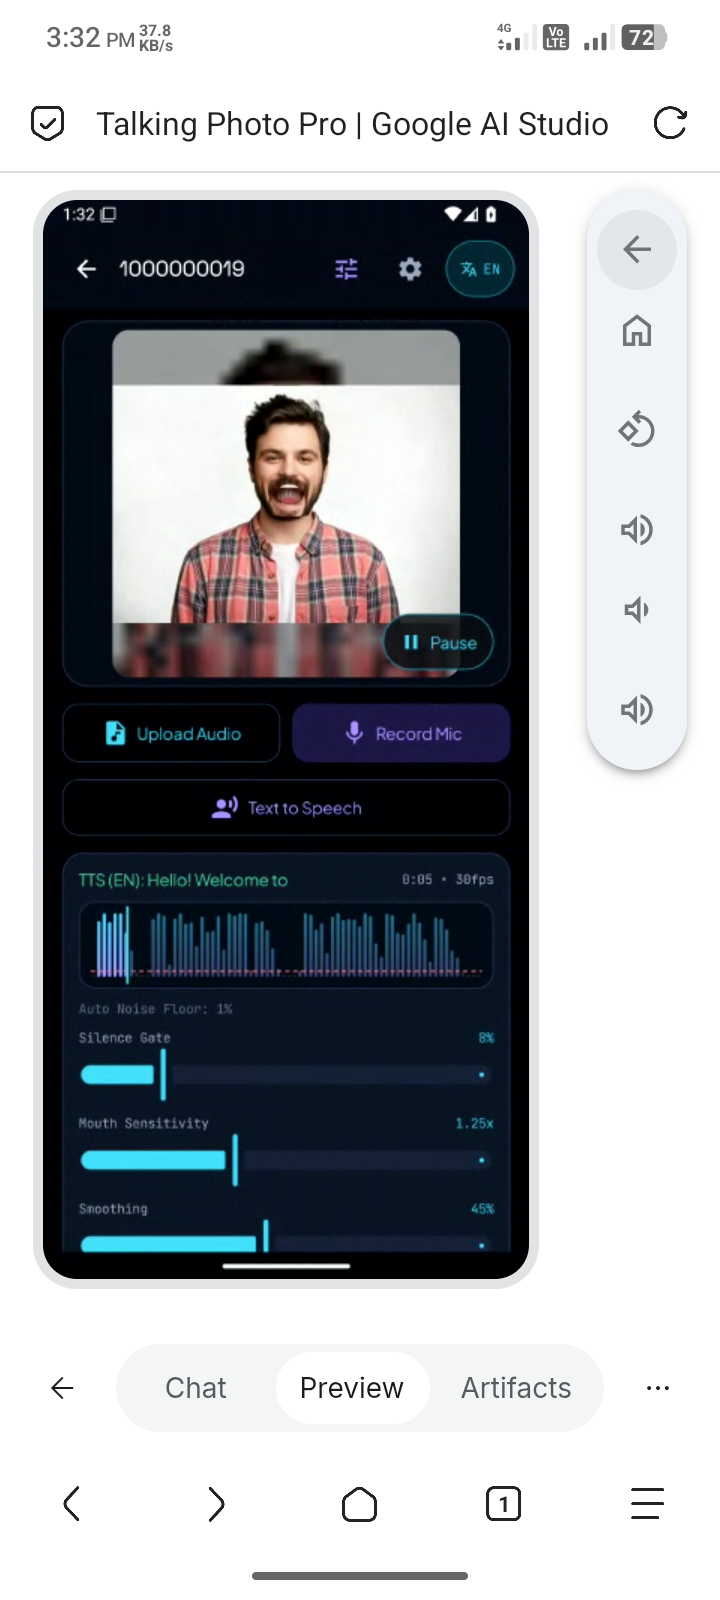 3:32 PM 37.8 KB/s 4G Vo LTE 72
Talking Photo Pro | Google AI Studio
1:32
1000000019 EN
Pause
Upload Audio Record Mic
Text to Speech
TTS (EN): Hello! Welcome to 0:05 • 30fps
Auto Noise Floor: 1%
Silence Gate 8%
Mouth Sensitivity 1.25x
Smoothing 45%
Chat Preview Artifacts
1